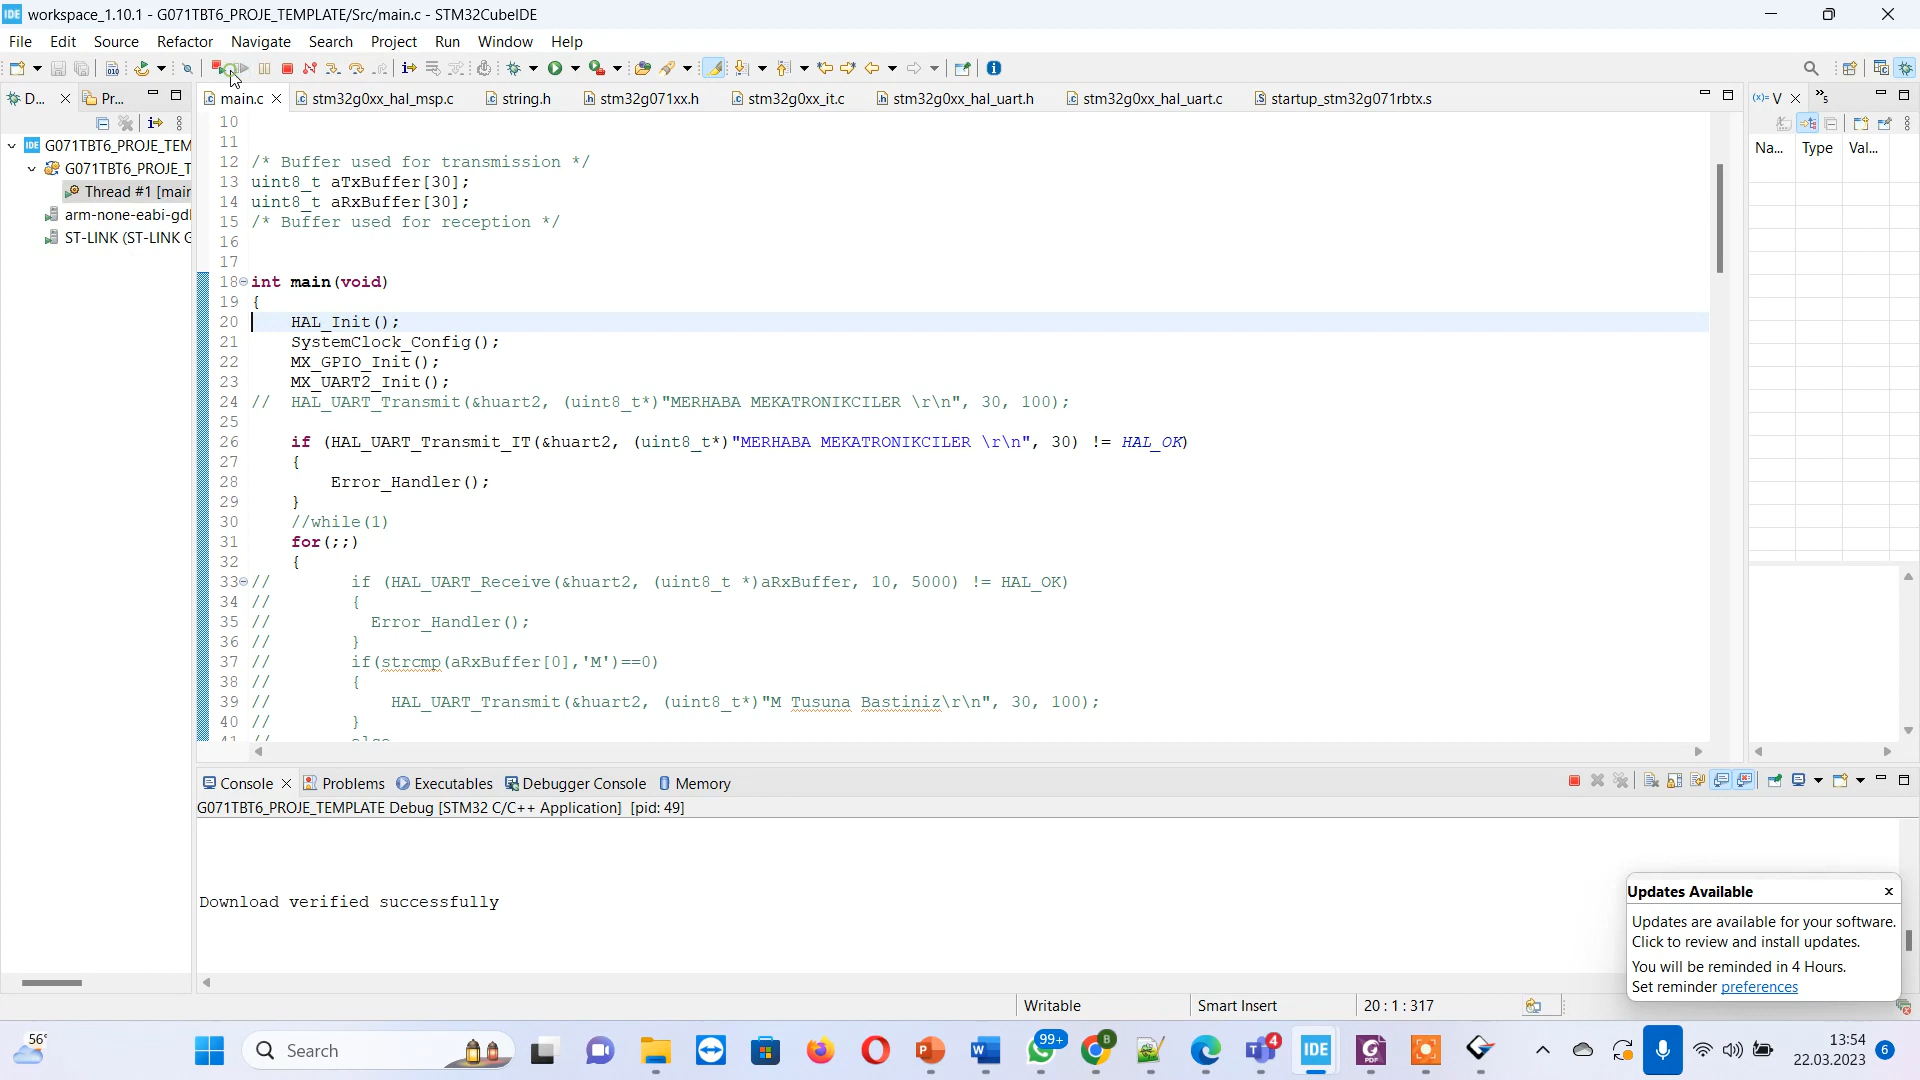 workspace_1.10.1 - G071TBT6_PROJE_TEMPLATE/Src/main.c - STM32CubeIDE
File Edit Source Refactor Navigate Search Project Run Window Help
D... Pr... main.c stm32g0xx_hal_msp.c string.h stm32g071xx.h stm32g0xx_it.c stm32g0xx_hal_uart.h stm32g0xx_hal_uart.c startup_stm32g071rbtx.s (x)= V »5
G071TBT6_PROJE_TEM
G071TBT6_PROJE_T
Thread #1 [mair
arm-none-eabi-gdl
ST-LINK (ST-LINK G
10
11
12 /* Buffer used for transmission */
13 uint8_t aTxBuffer[30];
14 uint8_t aRxBuffer[30];
15 /* Buffer used for reception */
16
17
18 int main(void)
19 {
20 HAL_Init();
21 SystemClock_Config();
22 MX_GPIO_Init();
23 MX_UART2_Init();
24 // HAL_UART_Transmit(&huart2, (uint8_t*)"MERHABA MEKATRONIKCILER \r\n", 30, 100);
25
26 if (HAL_UART_Transmit_IT(&huart2, (uint8_t*)"MERHABA MEKATRONIKCILER \r\n", 30) != HAL_OK)
27 {
28 Error_Handler();
29 }
30 //while(1)
31 for(;;)
32 {
33 // if (HAL_UART_Receive(&huart2, (uint8_t *)aRxBuffer, 10, 5000) != HAL_OK)
34 // {
35 // Error_Handler();
36 // }
37 // if(strcmp(aRxBuffer[0],'M')==0)
38 // {
39 // HAL_UART_Transmit(&huart2, (uint8_t*)"M Tusuna Bastiniz\r\n", 30, 100);
40 // }
41 // else
Na... Type Val...
Console Problems Executables Debugger Console Memory
G071TBT6_PROJE_TEMPLATE Debug [STM32 C/C++ Application] [pid: 49]
Download verified successfully
Updates Available
Updates are available for your software.
Click to review and install updates.
You will be reminded in 4 Hours.
Set reminder preferences
Writable Smart Insert 20 : 1 : 317
56°
Search
99+
B
4
IDE
PDF
13:54
22.03.2023
6